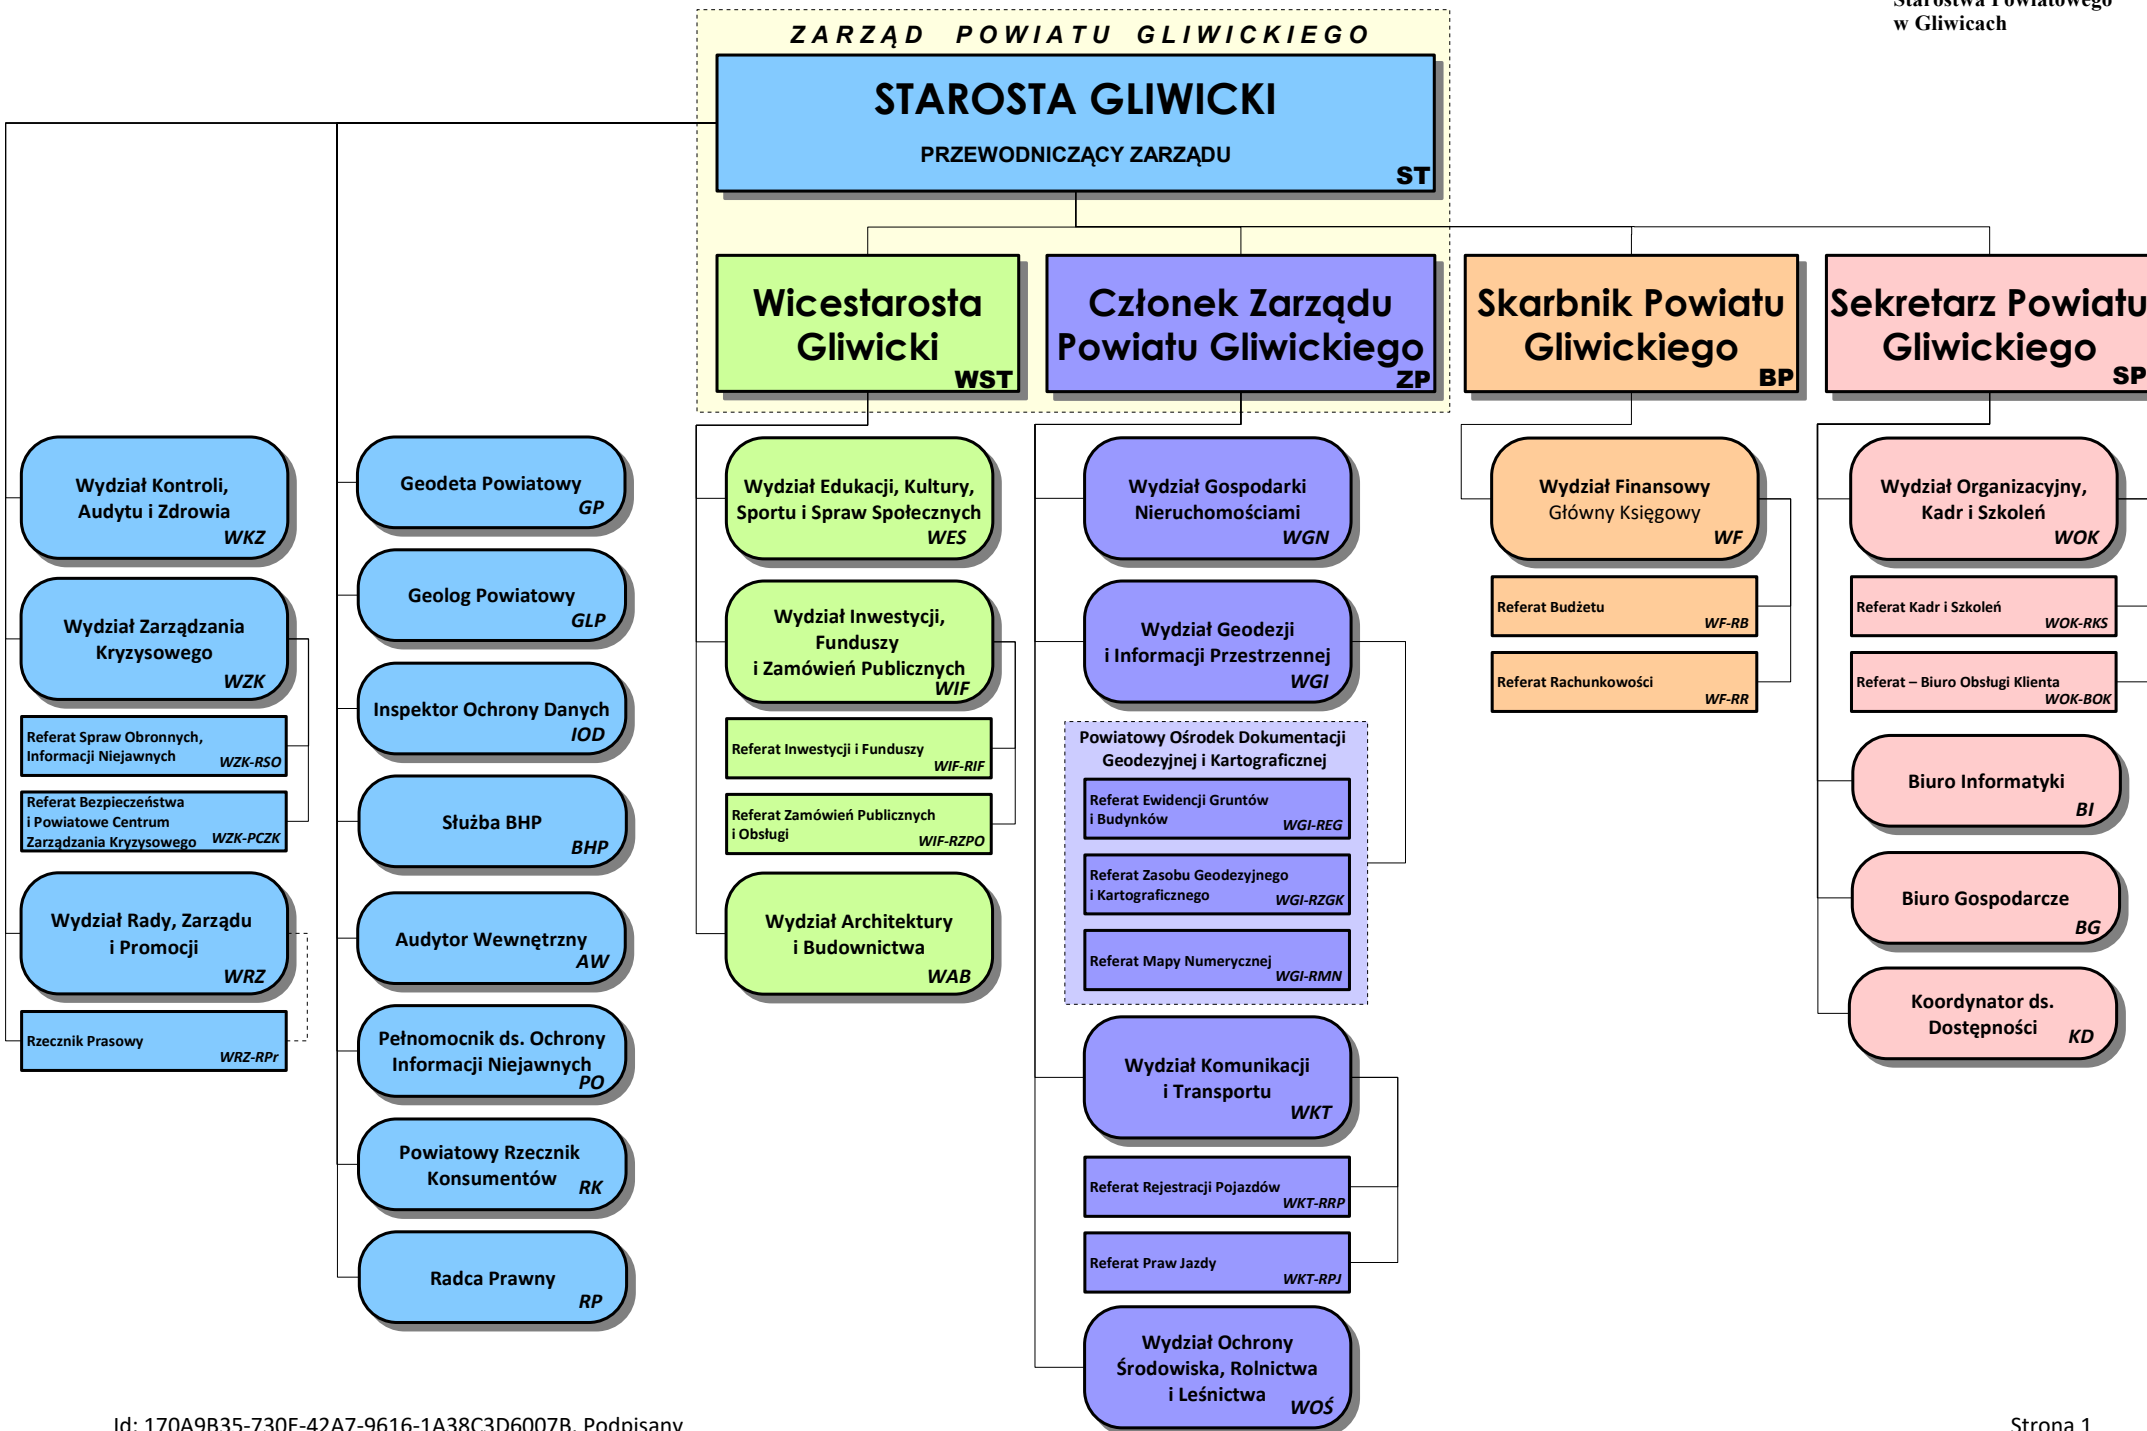 Starostwa Powiatowego
w Gliwicach
ZARZĄD POWIATU GLIWICKIEGO
STAROSTA GLIWICKI
PRZEWODNICZĄCY ZARZĄDU
ST
Wicestarosta
Gliwicki
WST
Członek Zarządu
Powiatu Gliwickiego
ZP
Skarbnik Powiatu
Gliwickiego
BP
Sekretarz Powiatu
Gliwickiego
SP
Wydział Kontroli,
Audytu i Zdrowia
WKZ
Wydział Zarządzania
Kryzysowego
WZK
Referat Spraw Obronnych,
Informacji Niejawnych WZK-RSO
Referat Bezpieczeństwa
i Powiatowe Centrum
Zarządzania Kryzysowego WZK-PCZK
Wydział Rady, Zarządu
i Promocji
WRZ
Rzecznik Prasowy
WRZ-RPr
Geodeta Powiatowy
GP
Geolog Powiatowy
GLP
Inspektor Ochrony Danych
IOD
Służba BHP
BHP
Audytor Wewnętrzny
AW
Pełnomocnik ds. Ochrony
Informacji Niejawnych
PO
Powiatowy Rzecznik
Konsumentów
RK
Radca Prawny
RP
Wydział Edukacji, Kultury,
Sportu i Spraw Społecznych
WES
Wydział Inwestycji,
Funduszy
i Zamówień Publicznych
WIF
Referat Inwestycji i Funduszy
WIF-RIF
Referat Zamówień Publicznych
i Obsługi
WIF-RZPO
Wydział Architektury
i Budownictwa
WAB
Wydział Gospodarki
Nieruchomościami
WGN
Wydział Geodezji
i Informacji Przestrzennej
WGI
Powiatowy Ośrodek Dokumentacji
Geodezyjnej i Kartograficznej
Referat Ewidencji Gruntów
i Budynków
WGI-REG
Referat Zasobu Geodezyjnego
i Kartograficznego
WGI-RZGK
Referat Mapy Numerycznej
WGI-RMN
Wydział Komunikacji
i Transportu
WKT
Referat Rejestracji Pojazdów
WKT-RRP
Referat Praw Jazdy
WKT-RPJ
Wydział Ochrony
Środowiska, Rolnictwa
i Leśnictwa
WOŚ
Wydział Finansowy
Główny Księgowy
WF
Referat Budżetu
WF-RB
Referat Rachunkowości
WF-RR
Wydział Organizacyjny,
Kadr i Szkoleń
WOK
Referat Kadr i Szkoleń
WOK-RKS
Referat – Biuro Obsługi Klienta
WOK-BOK
Biuro Informatyki
BI
Biuro Gospodarcze
BG
Koordynator ds.
Dostępności
KD
Id: 170A9B35-730F-42A7-9616-1A38C3D6007B. Podpisany
Strona 1